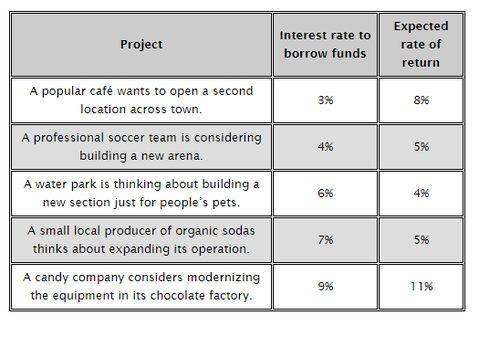 Project
Interest rate to
borrow funds
Expected
rate of
return
A popular café wants to open a second
location across town.
3%
8%
A professional soccer team is considering
building a new arena.
4%
5%
A water park is thinking about building a
new section just for people's pets.
6%
4%
A small local producer of organic sodas
thinks about expanding its operation.
7%
5%
A candy company considers modernizing
the equipment in its chocolate factory.
9%
11%